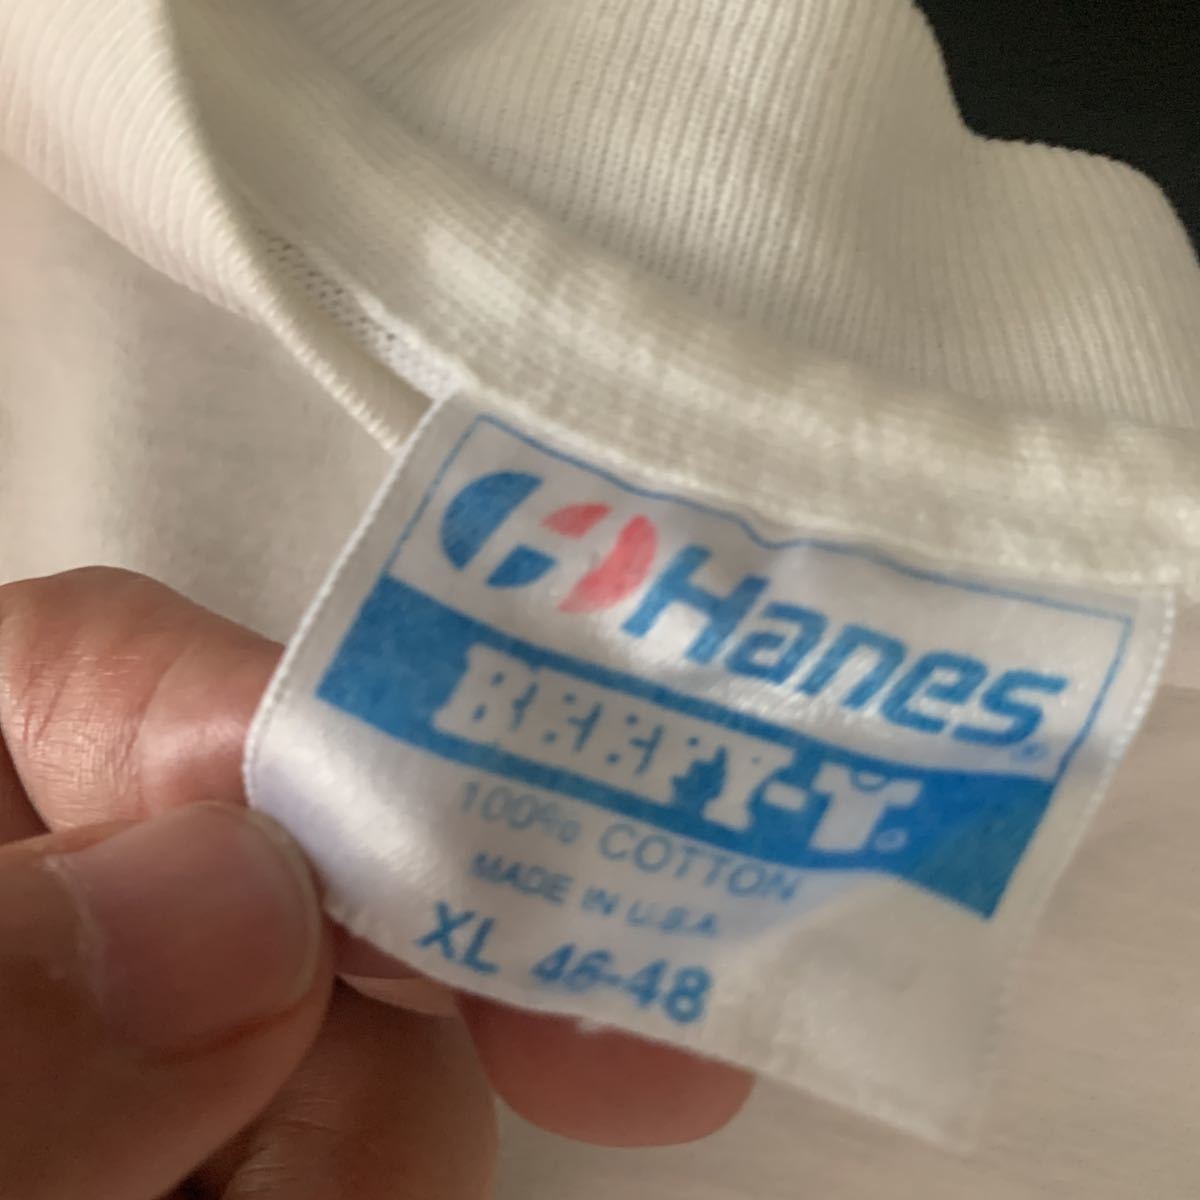 Hanes®
BEEFY-T®
100% COTTON
MADE IN U.S.A.
XL 46-48